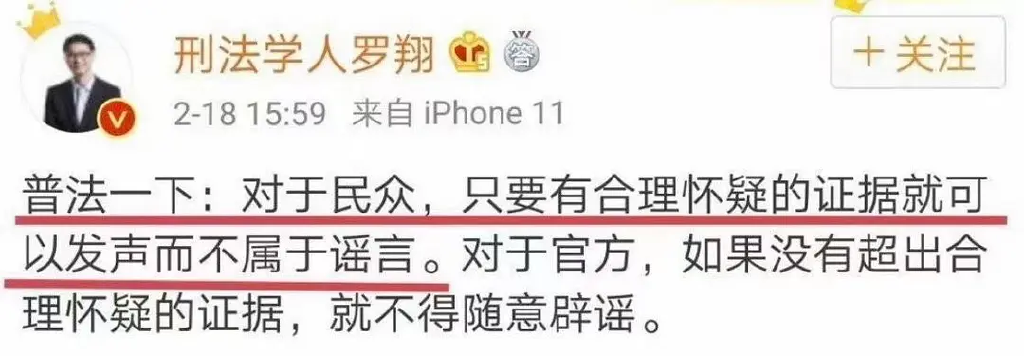 刑法学人罗翔 答
+关注
2-18 15:59 来自 iPhone 11
普法一下：对于民众，只要有合理怀疑的证据就可
以发声而不属于谣言。对于官方，如果没有超出合
理怀疑的证据，就不得随意辟谣。